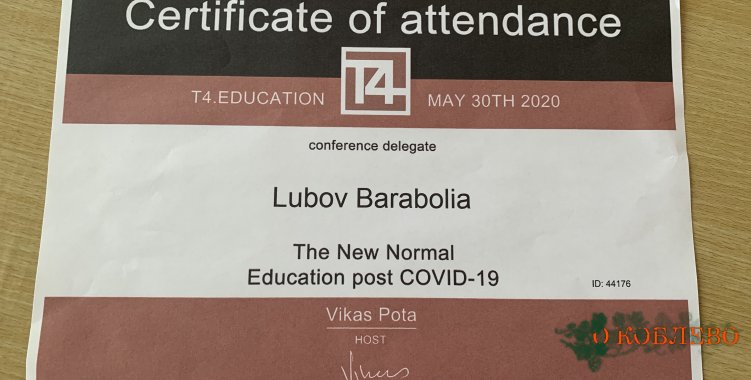 Certificate of attendance
T4.EDUCATION T4 MAY 30TH 2020
conference delegate
Lubov Barabolia
The New Normal
Education post COVID-19
ID: 44176
Vikas Pota
HOST
Vikas
О КОБЛЕВО